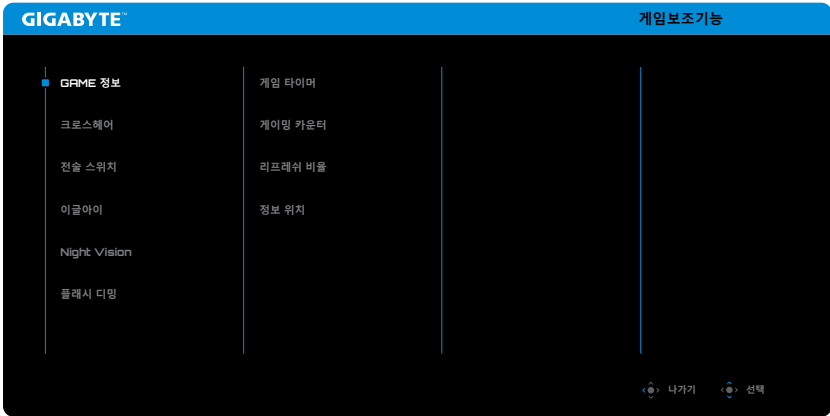 GIGABYTE™
게임보조기능
GAME 정보
크로스헤어
전술 스위치
이글아이
Night Vision
플래시 디밍
게임 타이머
게이밍 카운터
리프레쉬 비율
정보 위치
나가기
선택